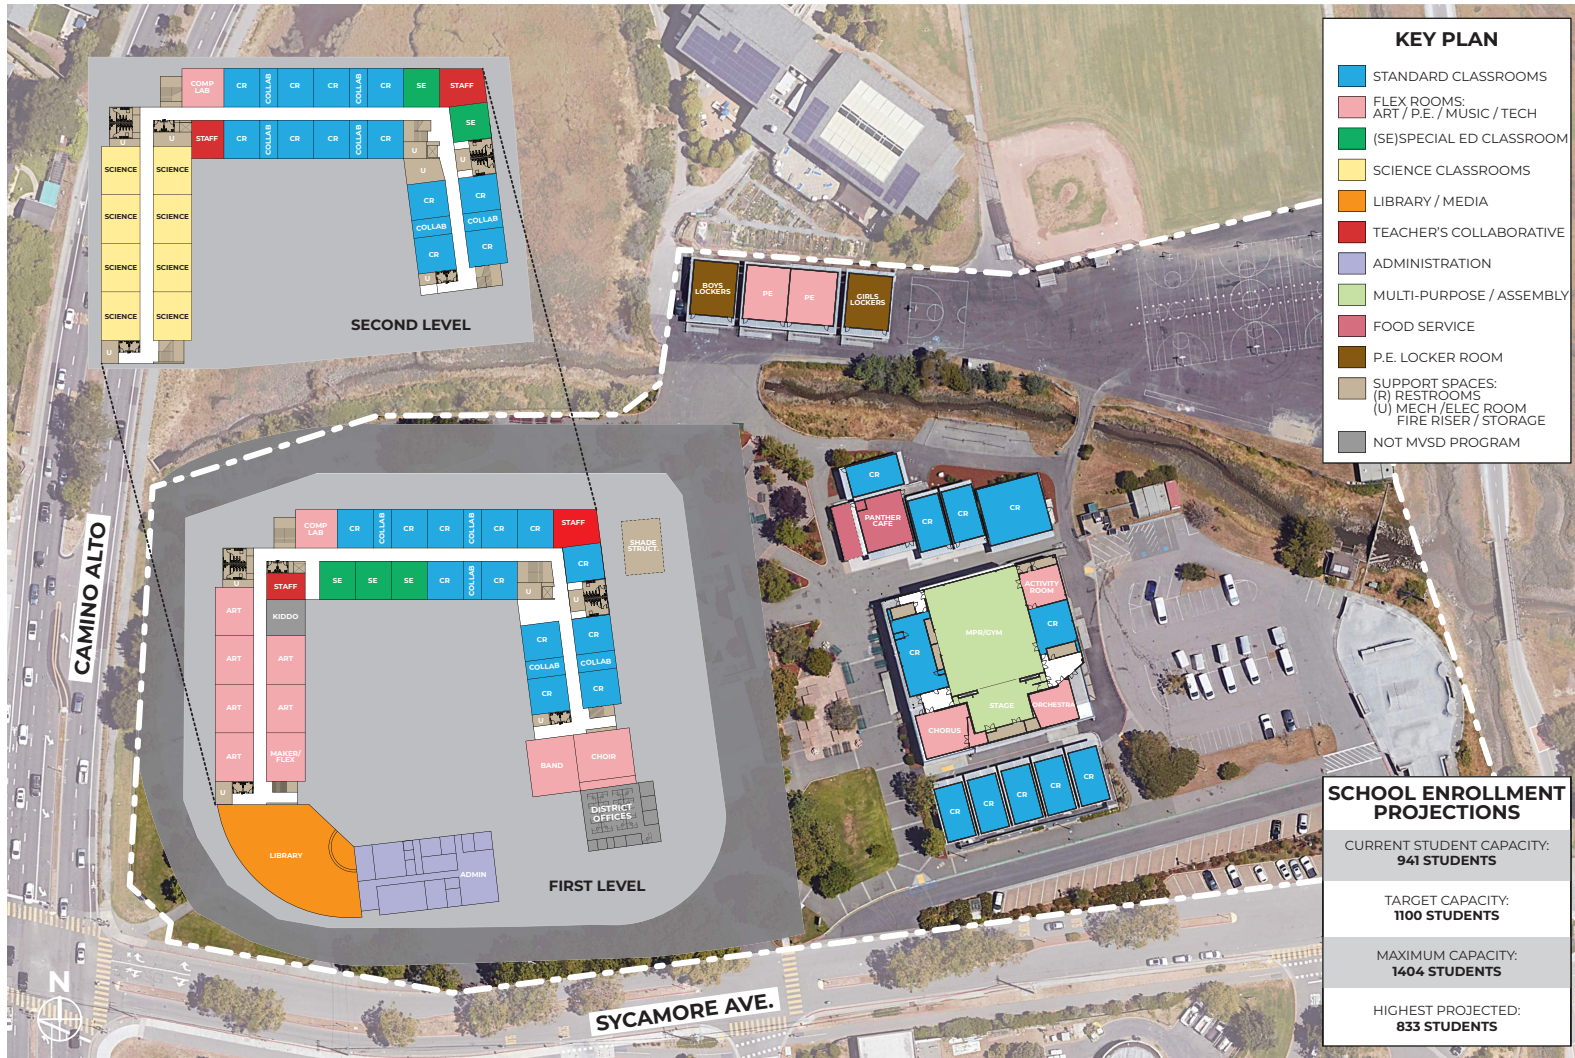 COMP
LAB
CR
COLLAB
CR
CR
COLLAB
CR
SE
STAFF
SE
U
U
STAFF
CR
COLLAB
CR
CR
COLLAB
CR
U
U
U
SCIENCE
SCIENCE
SCIENCE
SCIENCE
SCIENCE
SCIENCE
SCIENCE
SCIENCE
U
CR
CR
COLLAB
COLLAB
CR
CR
U
SECOND LEVEL
BOYS
LOCKERS
PE
PE
GIRLS
LOCKERS
KEY PLAN
STANDARD CLASSROOMS
FLEX ROOMS:
ART / P.E. / MUSIC / TECH
(SE)SPECIAL ED CLASSROOM
SCIENCE CLASSROOMS
LIBRARY / MEDIA
TEACHER'S COLLABORATIVE
ADMINISTRATION
MULTI-PURPOSE / ASSEMBLY
FOOD SERVICE
P.E. LOCKER ROOM
SUPPORT SPACES:
(R) RESTROOMS
(U) MECH /ELEC ROOM
FIRE RISER / STORAGE
NOT MVSD PROGRAM
CAMINO ALTO
COMP
LAB
CR
COLLAB
CR
CR
COLLAB
CR
CR
STAFF
CR
SHADE
STRUCT.
U
STAFF
SE
SE
SE
CR
COLLAB
CR
U
U
ART
KIDDO
ART
ART
ART
ART
ART
MAKER/
FLEX
U
CR
CR
COLLAB
COLLAB
CR
CR
U
BAND
CHOIR
DISTRICT
OFFICES
LIBRARY
ADMIN
FIRST LEVEL
CR
PANTHER
CAFE
CR
CR
CR
ACTIVITY
ROOM
MPR/GYM
CR
CR
STAGE
ORCHESTRA
CHORUS
CR
CR
CR
CR
CR
SCHOOL ENROLLMENT
PROJECTIONS
CURRENT STUDENT CAPACITY:
941 STUDENTS
TARGET CAPACITY:
1100 STUDENTS
MAXIMUM CAPACITY:
1404 STUDENTS
HIGHEST PROJECTED:
833 STUDENTS
N
SYCAMORE AVE.